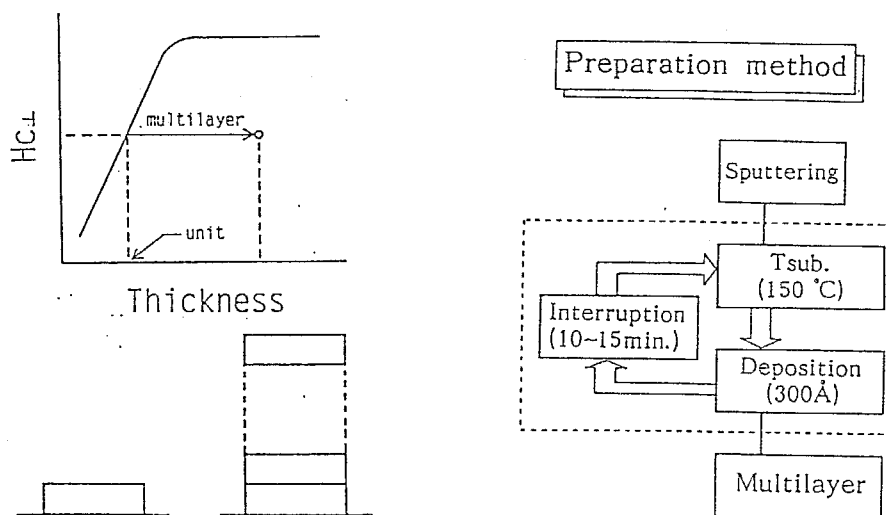 Hc⊥
multilayer
unit
Thickness
Preparation method
Sputtering
Tsub.
(150 ℃)
Interruption
(10~15min.)
Deposition
(300Å)
Multilayer